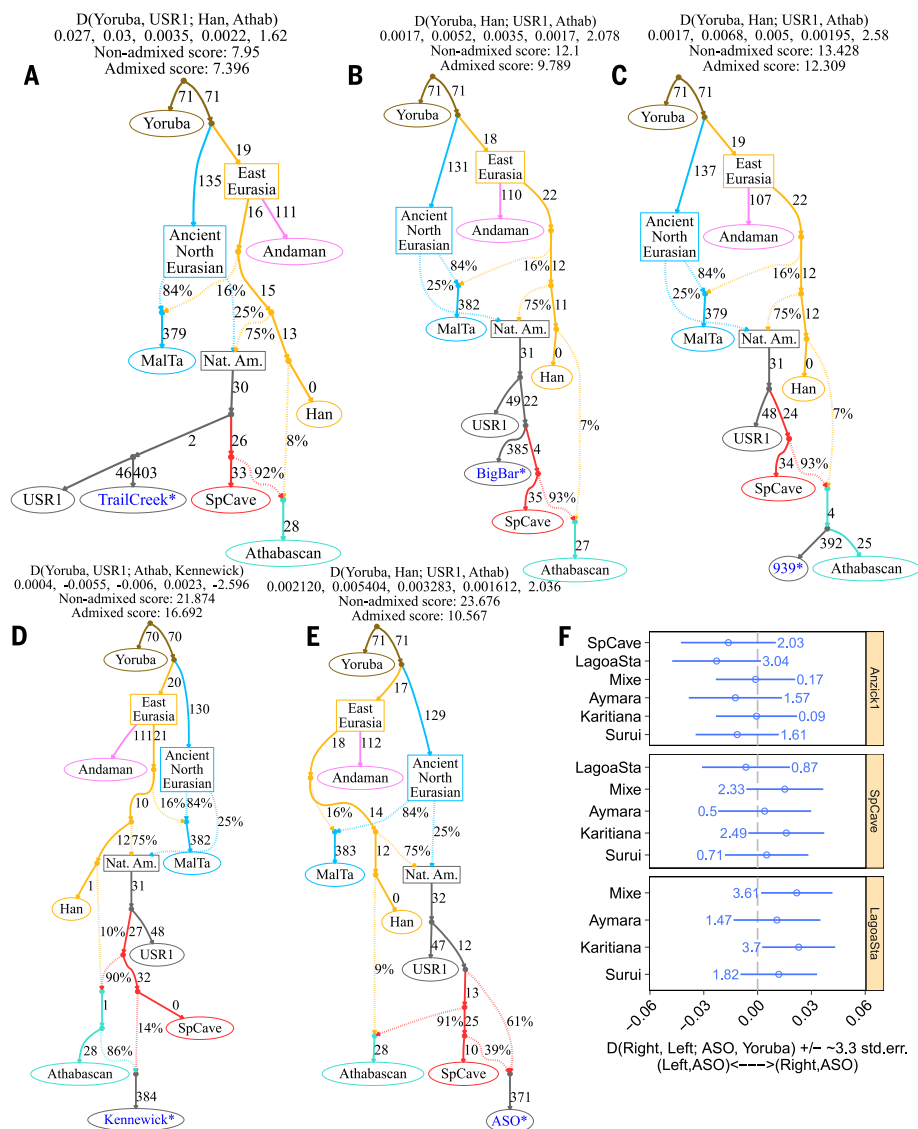 D(Yoruba, USR1; Han, Athab)
0.027, 0.03, 0.0035, 0.0022, 1.62
Non-admixed score: 7.95
Admixed score: 7.396
A
71
71
Yoruba
19
East
Eurasia
135
16
111
Ancient
North
Eurasian
Andaman
84%
16%
15
25%
379
75%
13
MalTa
Nat. Am.
30
0
Han
2
26
8%
46
403
33
92%
USR1
TrailCreek*
SpCave
28
Athabascan
D(Yoruba, Han; USR1, Athab)
0.0017, 0.0052, 0.0035, 0.0017, 2.078
Non-admixed score: 12.1
Admixed score: 9.789
B
71
71
Yoruba
18
East
Eurasia
131
110
22
Ancient
North
Eurasian
Andaman
84%
16%
12
25%
382
75%
11
MalTa
Nat. Am.
31
0
Han
49
22
USR1
7%
385
4
BigBar*
35
93%
SpCave
27
Athabascan
D(Yoruba, Han; USR1, Athab)
0.0017, 0.0068, 0.005, 0.00195, 2.58
Non-admixed score: 13.428
Admixed score: 12.309
C
71
71
Yoruba
19
East
Eurasia
137
107
22
Ancient
North
Eurasian
Andaman
84%
16%
12
25%
379
75%
12
MalTa
Nat. Am.
31
0
Han
48
24
7%
USR1
34
93%
SpCave
4
392
25
939*
Athabascan
D(Yoruba, USR1; Athab, Kennewick)
0.0004, -0.0055, -0.006, 0.0023, -2.596
Non-admixed score: 21.874
Admixed score: 16.692
D
70
70
Yoruba
20
East
Eurasia
130
111
21
Andaman
Ancient
North
Eurasian
10
16%
84%
25%
12
75%
382
Nat. Am.
MalTa
1
31
Han
10%
27
48
USR1
90%
32
1
0
14%
SpCave
28
86%
Athabascan
384
Kennewick*
D(Yoruba, Han; USR1, Athab)
0.002120, 0.005404, 0.003283, 0.001612, 2.036
Non-admixed score: 23.676
Admixed score: 10.567
E
71
71
Yoruba
17
East
Eurasia
129
18
112
Andaman
Ancient
North
Eurasian
16%
14
84%
25%
383
12
75%
MalTa
Nat. Am.
0
32
Han
47
12
USR1
9%
13
91%
25
61%
28
10
39%
Athabascan
SpCave
371
ASO*
F
SpCave
2.03
LagoaSta
3.04
Mixe
0.17
Aymara
1.57
Karitiana
0.09
Surui
1.61
Anzick1
LagoaSta
0.87
Mixe
2.33
Aymara
0.5
Karitiana
2.49
Surui
0.71
SpCave
Mixe
3.61
Aymara
1.47
Karitiana
3.7
Surui
1.82
LagoaSta
-0.06
-0.03
0.00
0.03
0.06
D(Right, Left; ASO, Yoruba) +/- ~3.3 std.err.
(Left,ASO)<--->(Right,ASO)